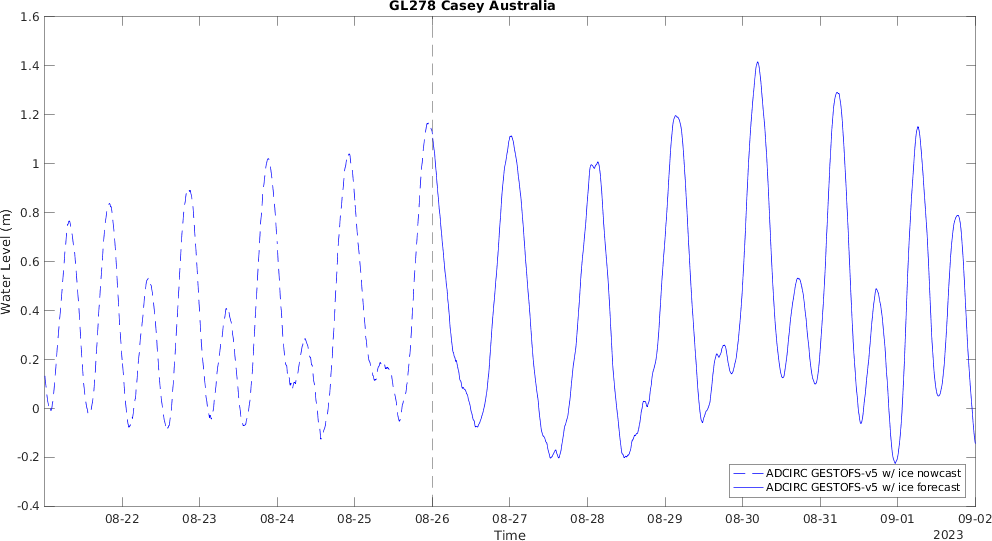 GL278 Casey Australia
1.6
1.4
1.2
1
0.8
0.6
0.4
0.2
0
-0.2
-0.4
Water Level (m)
ADCIRC GESTOFS-v5 w/ ice nowcast
ADCIRC GESTOFS-v5 w/ ice forecast
08-22 08-23 08-24 08-25 08-26 08-27 08-28 08-29 08-30 08-31 09-01 09-02
Time
2023